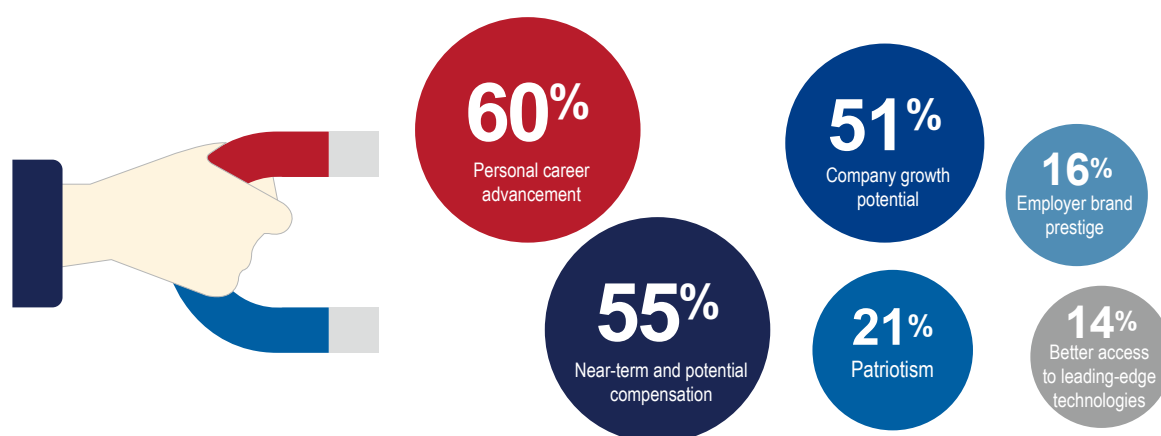 60%
Personal career
advancement
55%
Near-term and potential
compensation
51%
Company growth
potential
21%
Patriotism
16%
Employer brand
prestige
14%
Better access
to leading-edge
technologies